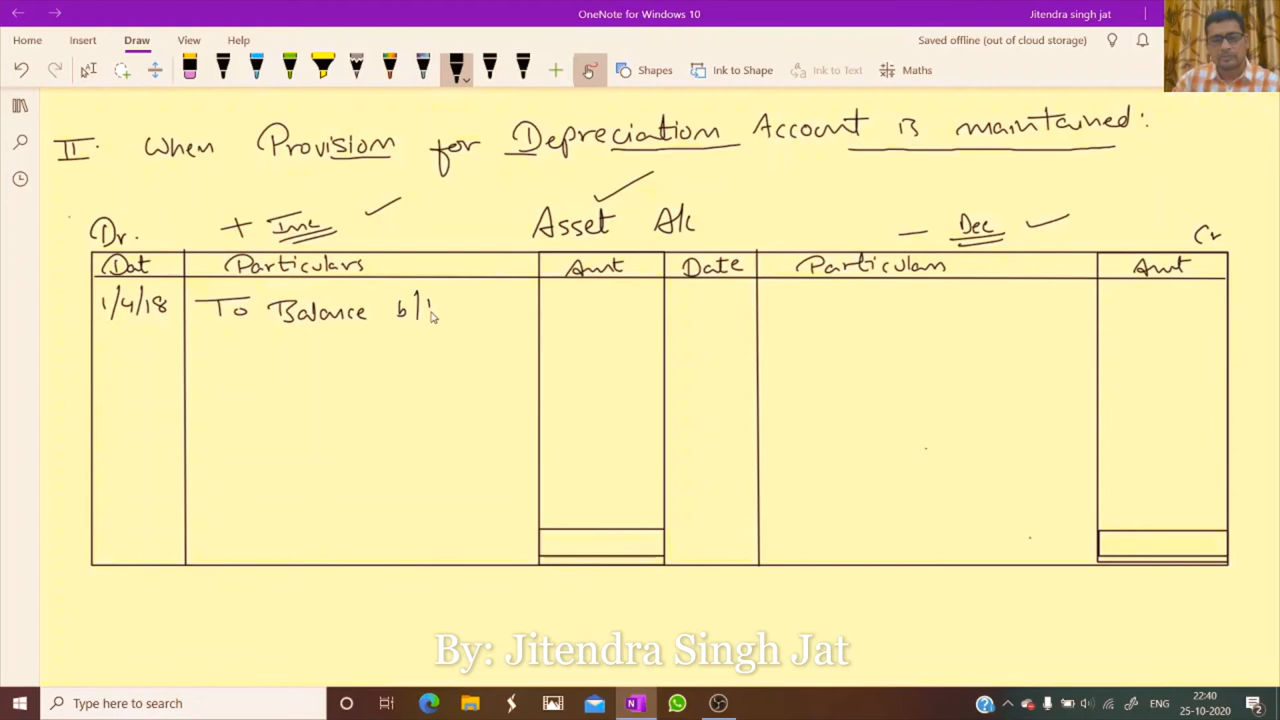 OneNote for Windows 10
Jitendra singh jat
Home Insert Draw View Help
Saved offline (out of cloud storage)
Shapes Ink to Shape Ink to Text Maths
II. When Provision for Depreciation Account is maintained:
Dr. + Inc Asset A/c - Dec Cr
Dat Particulars Amt Date Particulars Amt
1/4/18 To Balance b/
By: Jitendra Singh Jat
Type here to search
ENG
22:40
25-10-2020
2